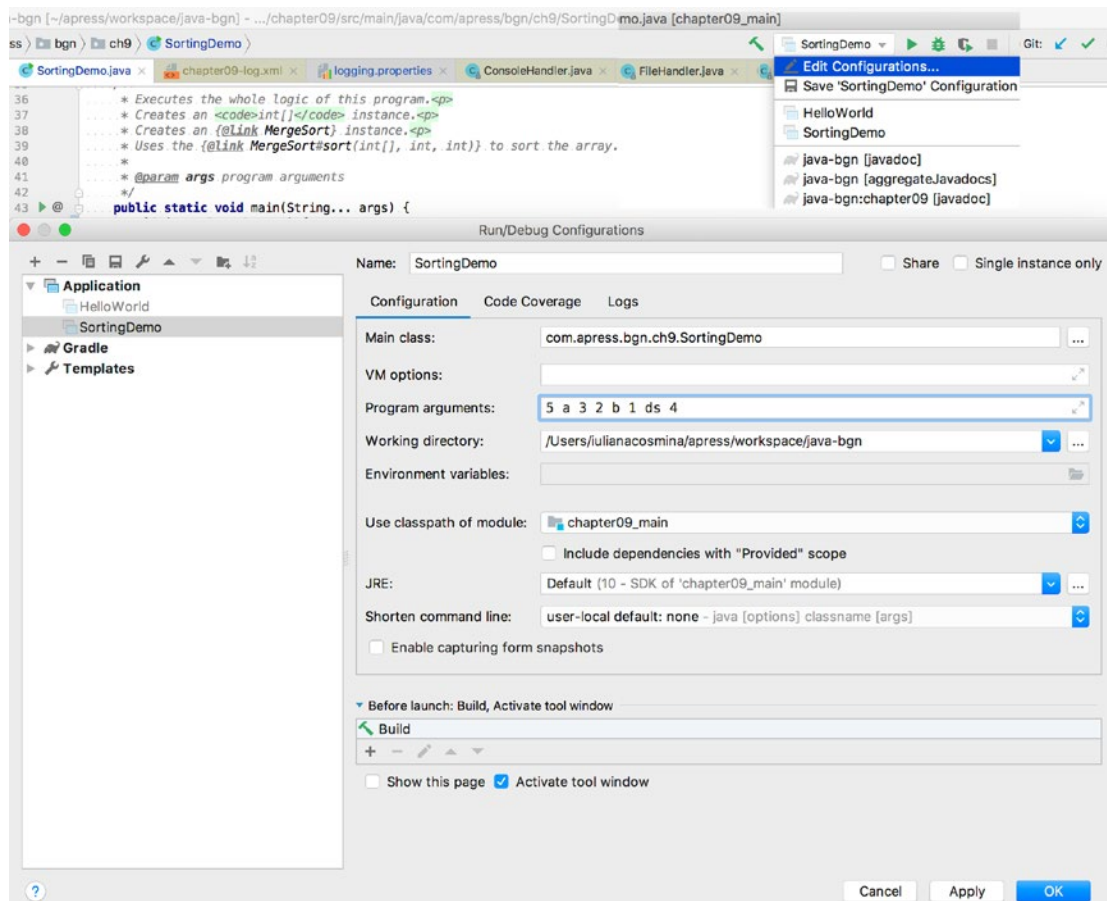 -bgn [~/apress/workspace/java-bgn] - .../chapter09/src/main/java/com/apress/bgn/ch9/SortingDemo.java [chapter09_main]
ss bgn ch9 SortingDemo SortingDemo Git:
SortingDemo.java chapter09-log.xml logging.properties ConsoleHandler.java FileHandler.java
Edit Configurations...
Save 'SortingDemo' Configuration
HelloWorld
SortingDemo
java-bgn [javadoc]
java-bgn [aggregateJavadocs]
java-bgn:chapter09 [javadoc]
36 * Executes the whole logic of this program.<p>
37 * Creates an <code>int[]</code> instance.<p>
38 * Creates an {@link MergeSort} instance.<p>
39 * Uses the {@link MergeSort#sort(int[], int, int)} to sort the array.
40 *
41 * @param args program arguments
42 */
43 @ public static void main(String... args) {
Run/Debug Configurations
Application
HelloWorld
SortingDemo
Gradle
Templates
Name: SortingDemo Share Single instance only
Configuration Code Coverage Logs
Main class: com.apress.bgn.ch9.SortingDemo ...
VM options:
Program arguments: 5 a 3 2 b 1 ds 4
Working directory: /Users/iulianacosmina/apress/workspace/java-bgn ...
Environment variables:
Use classpath of module: chapter09_main
Include dependencies with "Provided" scope
JRE: Default (10 - SDK of 'chapter09_main' module) ...
Shorten command line: user-local default: none - java [options] classname [args]
Enable capturing form snapshots
Before launch: Build, Activate tool window
Build
Show this page Activate tool window
? Cancel Apply OK